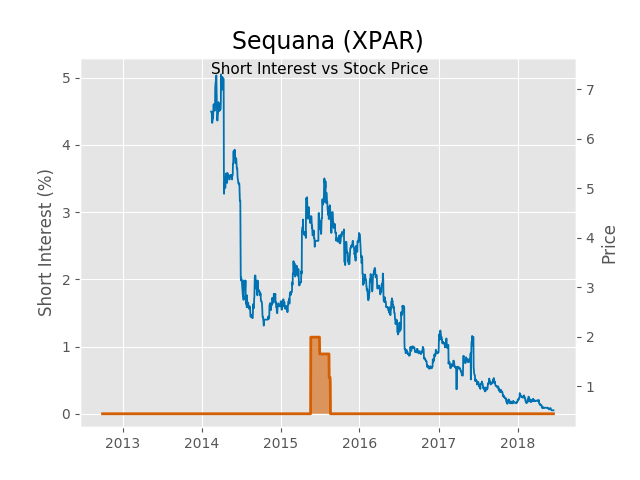 Sequana (XPAR)
Short Interest vs Stock Price
Short Interest (%)
5
4
3
2
1
0
7
6
5
4
3
2
1
Price
2013 2014 2015 2016 2017 2018